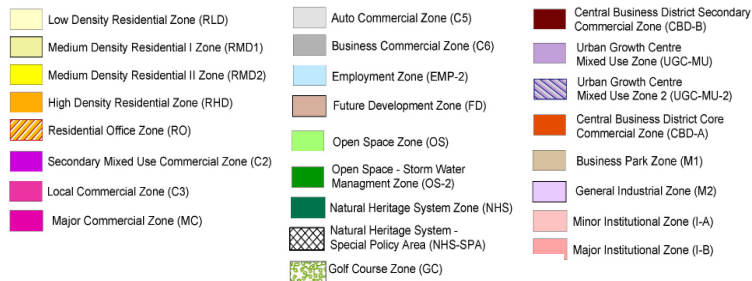 Low Density Residential Zone (RLD)
Medium Density Residential I Zone (RMD1)
Medium Density Residential II Zone (RMD2)
High Density Residential Zone (RHD)
Residential Office Zone (RO)
Secondary Mixed Use Commercial Zone (C2)
Local Commercial Zone (C3)
Major Commercial Zone (MC)
Auto Commercial Zone (C5)
Business Commercial Zone (C6)
Employment Zone (EMP-2)
Future Development Zone (FD)
Open Space Zone (OS)
Open Space - Storm Water
Managment Zone (OS-2)
Natural Heritage System Zone (NHS)
Natural Heritage System -
Special Policy Area (NHS-SPA)
Golf Course Zone (GC)
Central Business District Secondary
Commercial Zone (CBD-B)
Urban Growth Centre
Mixed Use Zone (UGC-MU)
Urban Growth Centre
Mixed Use Zone 2 (UGC-MU-2)
Central Business District Core
Commercial Zone (CBD-A)
Business Park Zone (M1)
General Industrial Zone (M2)
Minor Institutional Zone (I-A)
Major Institutional Zone (I-B)